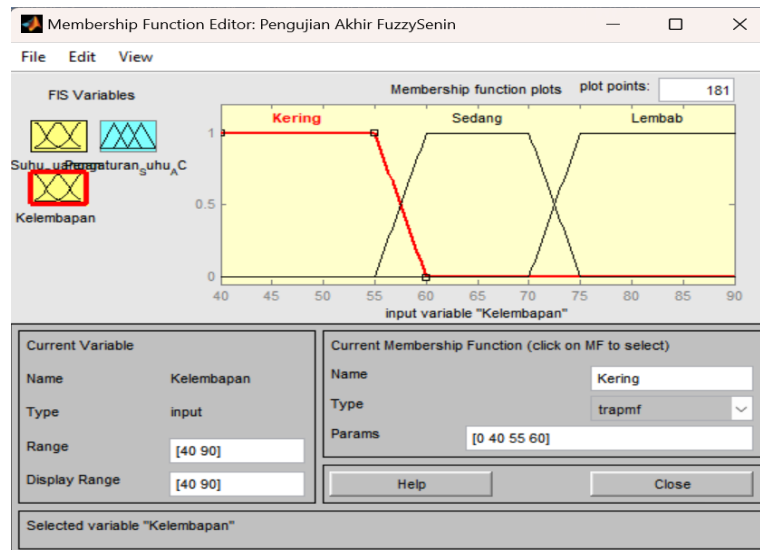 Membership Function Editor: Pengujian Akhir FuzzySenin
File Edit View
FIS Variables
Membership function plots
plot points:
181
Kering
Sedang
Lembab
1
0.5
0
40 45 50 55 60 65 70 75 80 85 90
input variable "Kelembapan"
Pengaturan_Suhu_AC
Kelembapan
Current Variable
Name Kelembapan
Type input
Range [40 90]
Display Range [40 90]
Current Membership Function (click on MF to select)
Name Kering
Type trapmf
Params [0 40 55 60]
Help Close
Selected variable "Kelembapan"